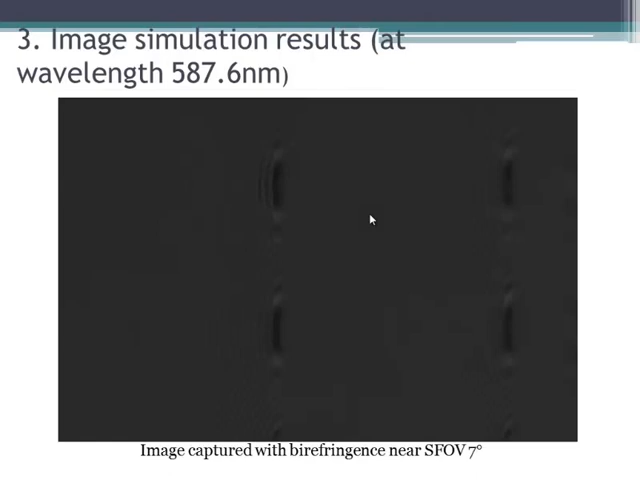 3. Image simulation results (at
wavelength 587.6nm)
Image captured with birefringence near SFOV 7°